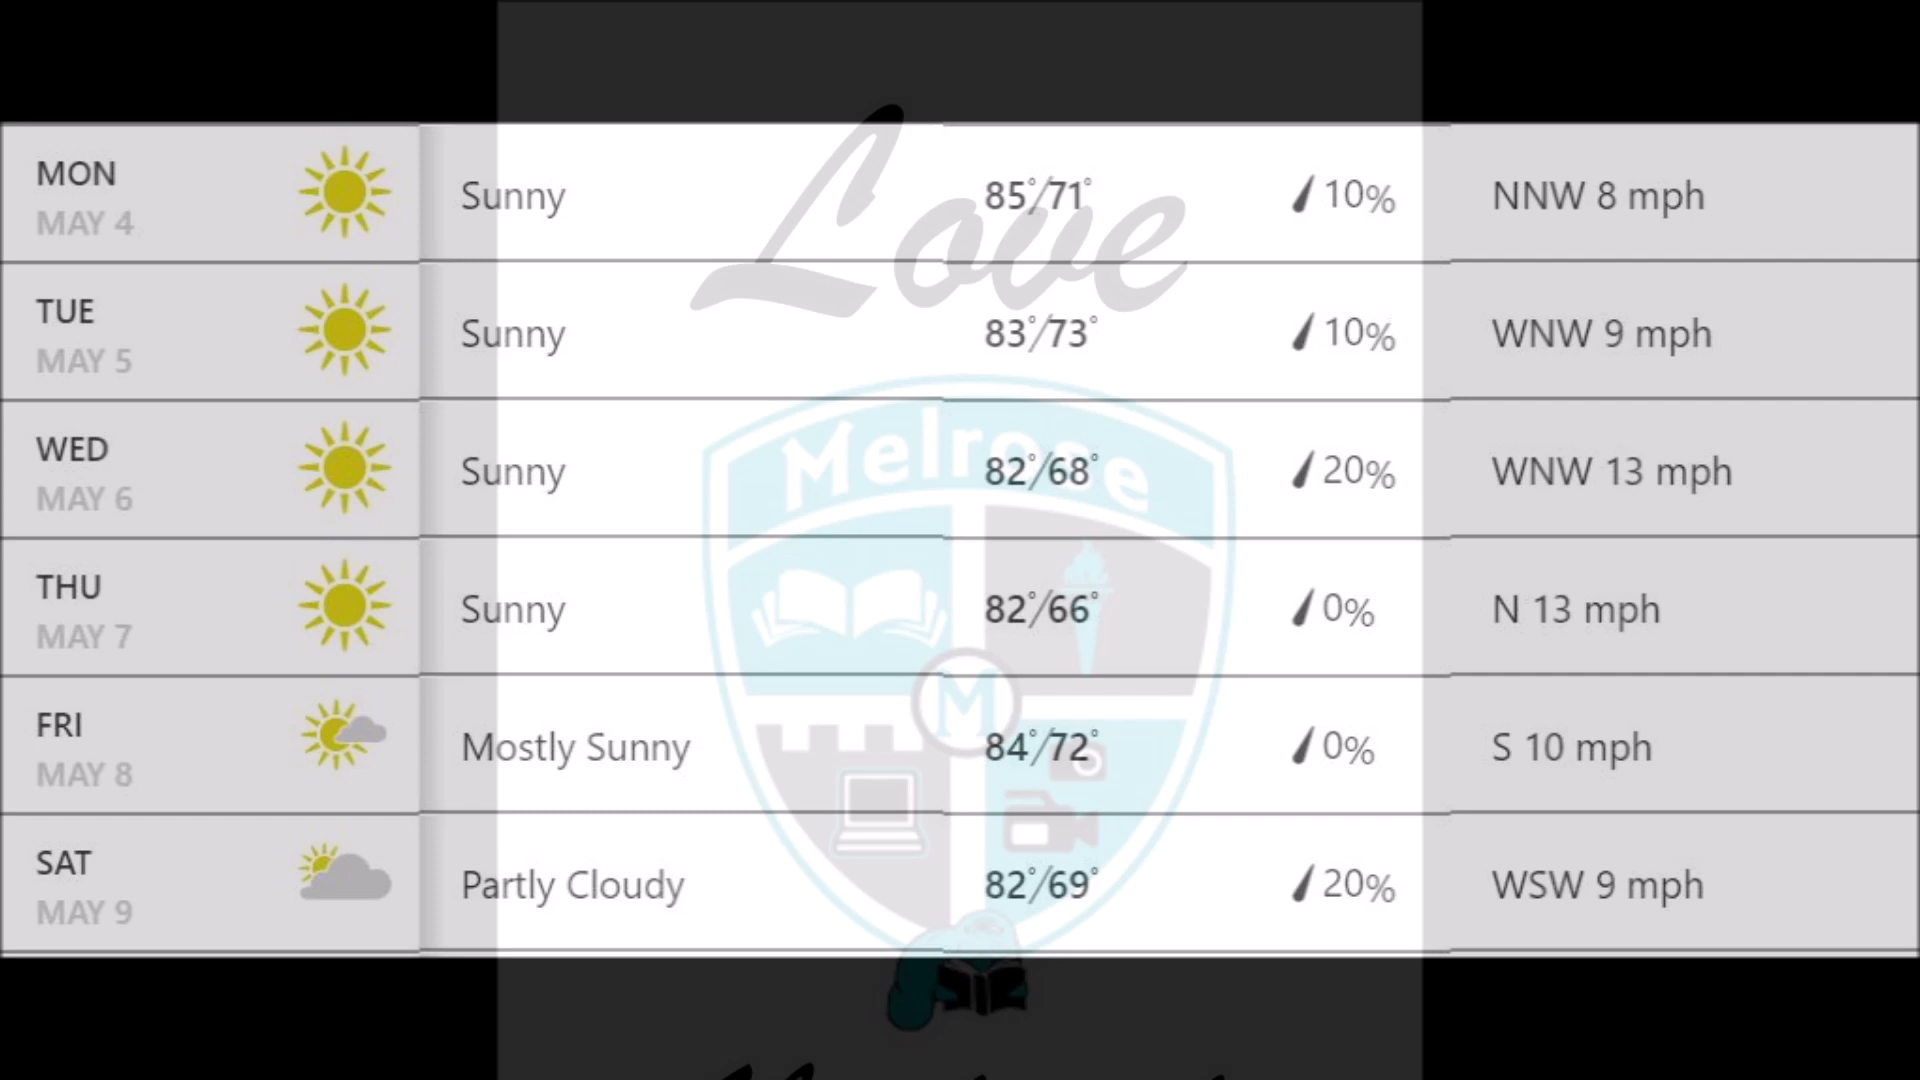 Love
MON
MAY 4
Sunny
85°/71°
10%
NNW 8 mph
TUE
MAY 5
Sunny
83°/73°
10%
WNW 9 mph
WED
MAY 6
Sunny
82°/68°
20%
WNW 13 mph
THU
MAY 7
Sunny
82°/66°
0%
N 13 mph
FRI
MAY 8
Mostly Sunny
84°/72°
0%
S 10 mph
SAT
MAY 9
Partly Cloudy
82°/69°
20%
WSW 9 mph
Melrose
M